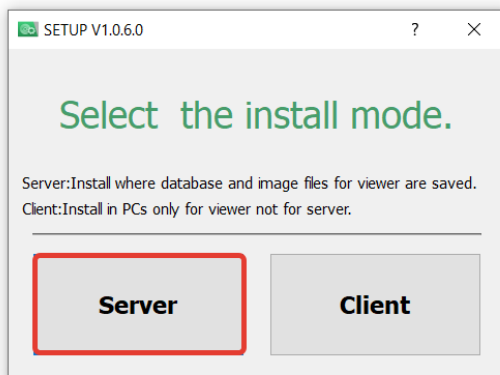 SETUP V1.0.6.0
Select the install mode.
Server:Install where database and image files for viewer are saved.
Client:Install in PCs only for viewer not for server.
Server
Client